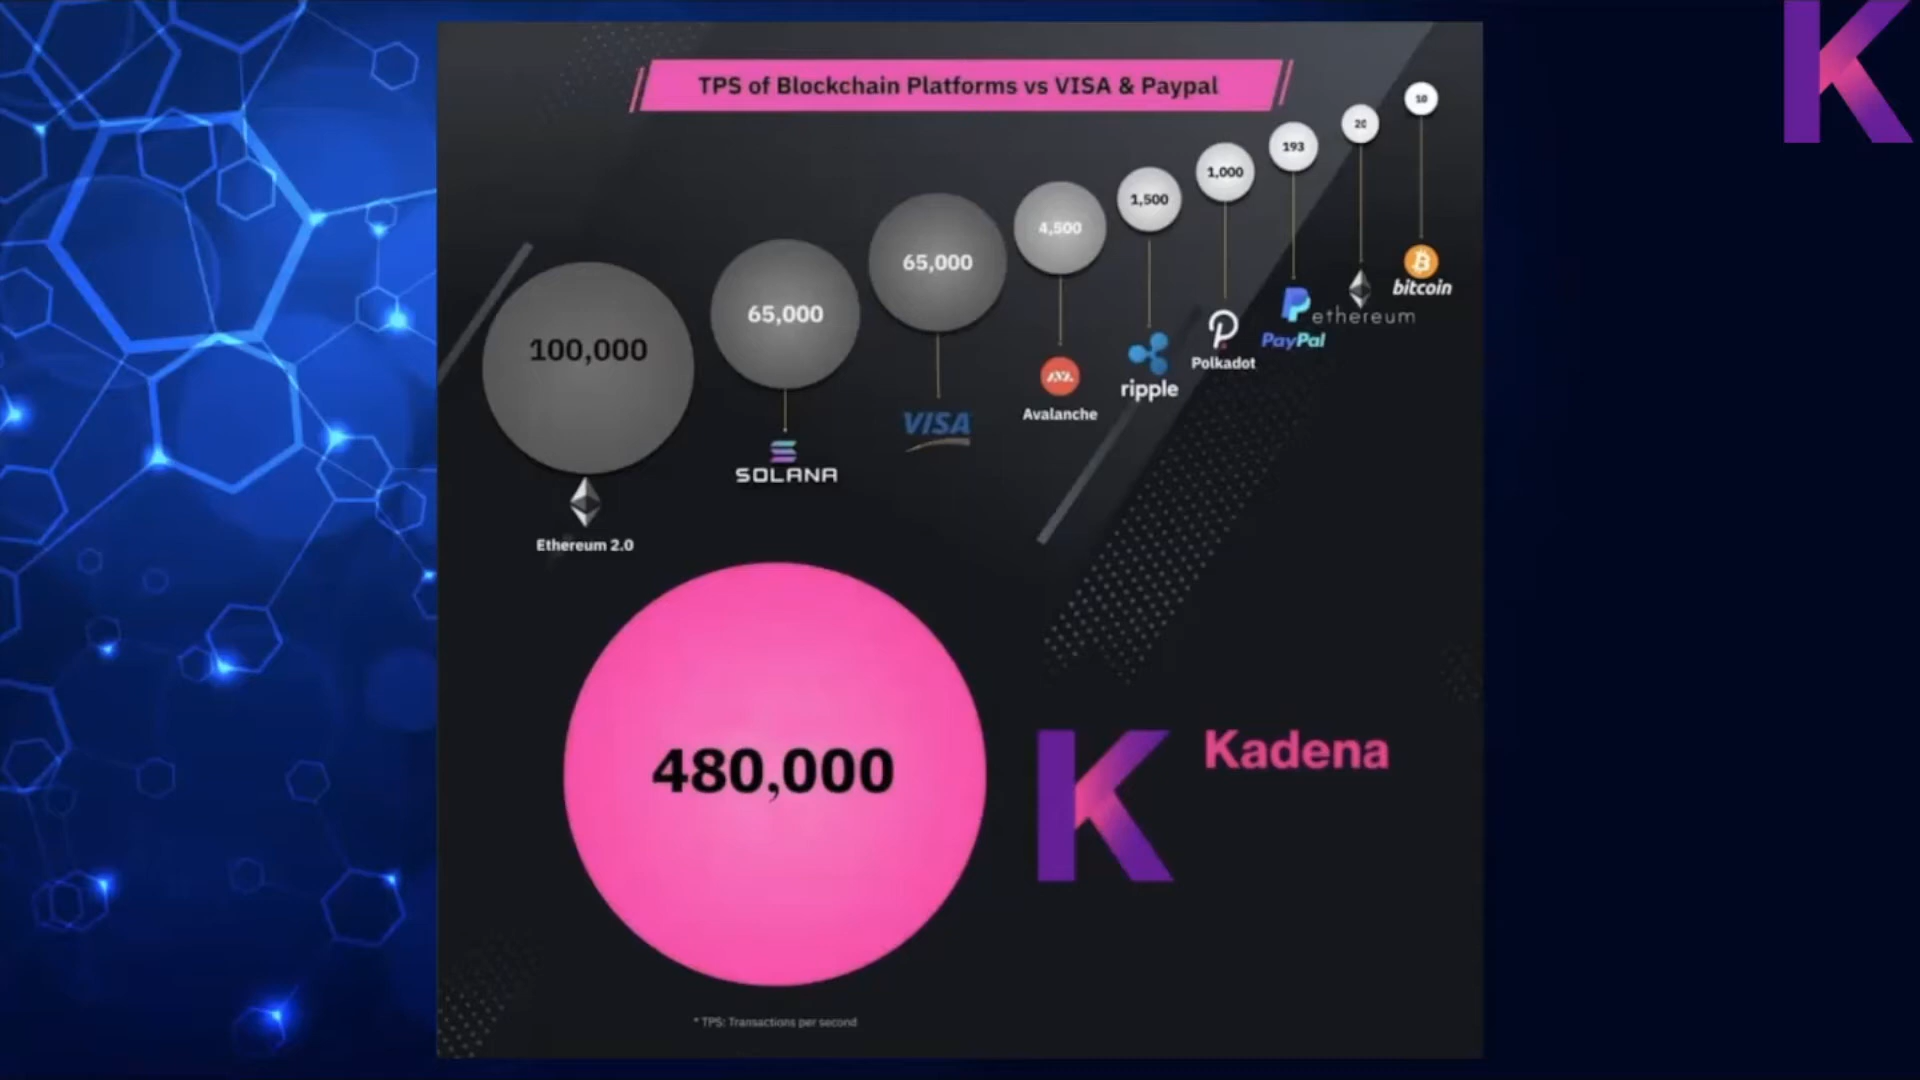 TPS of Blockchain Platforms vs VISA & Paypal
100,000
Ethereum 2.0
65,000
SOLANA
65,000
VISA
4,500
Avalanche
1,500
ripple
1,000
Polkadot
193
PayPal
20
ethereum
10
bitcoin
480,000
Kadena
* TPS: Transactions per second